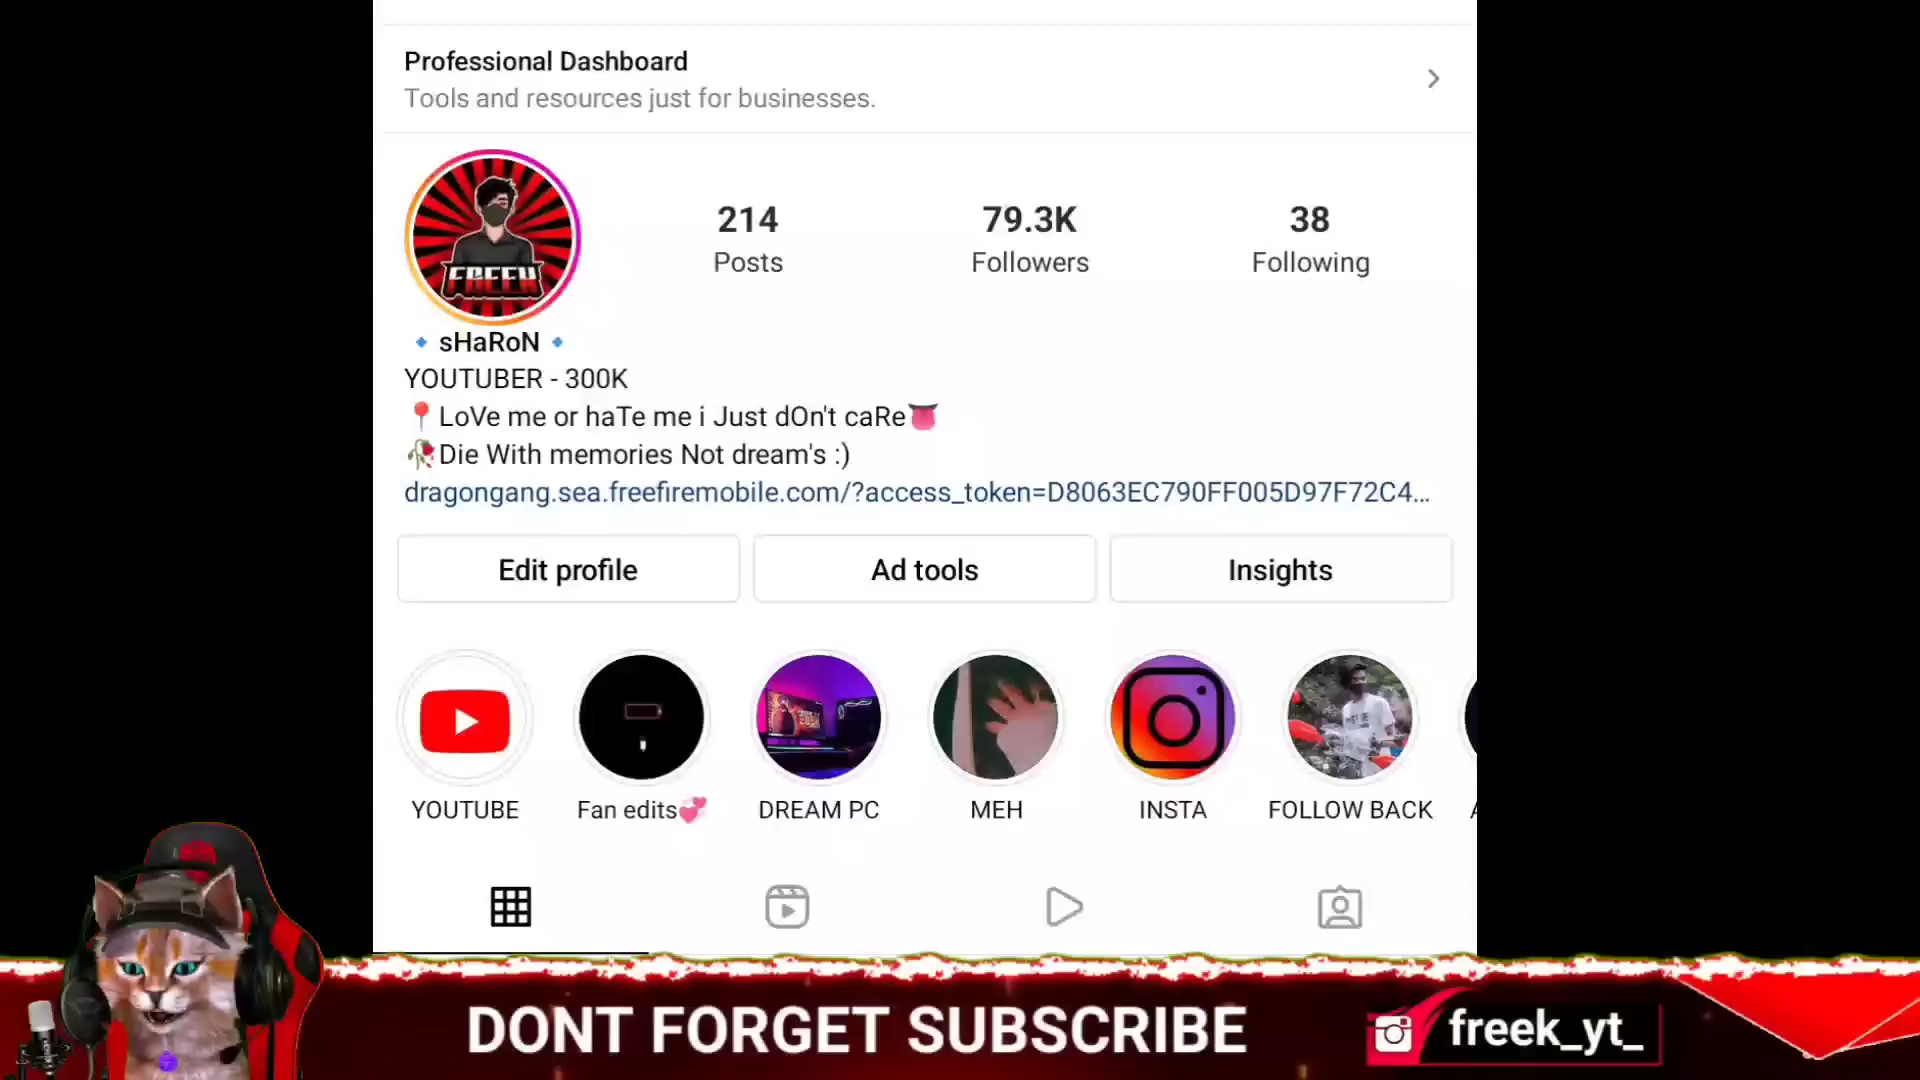 Professional Dashboard
Tools and resources just for businesses.
FREEK
214
Posts
79.3K
Followers
38
Following
sHaRoN
YOUTUBER - 300K
📍LoVe me or haTe me i Just dOn't caRe👅
🥀Die With memories Not dream's :)
dragongang.sea.freefiremobile.com/?access_token=D8063EC790FF005D97F72C4...
Edit profile
Ad tools
Insights
YOUTUBE
Fan edits💞
DREAM PC
MEH
INSTA
FOLLOW BACK
DONT FORGET SUBSCRIBE
freek_yt_